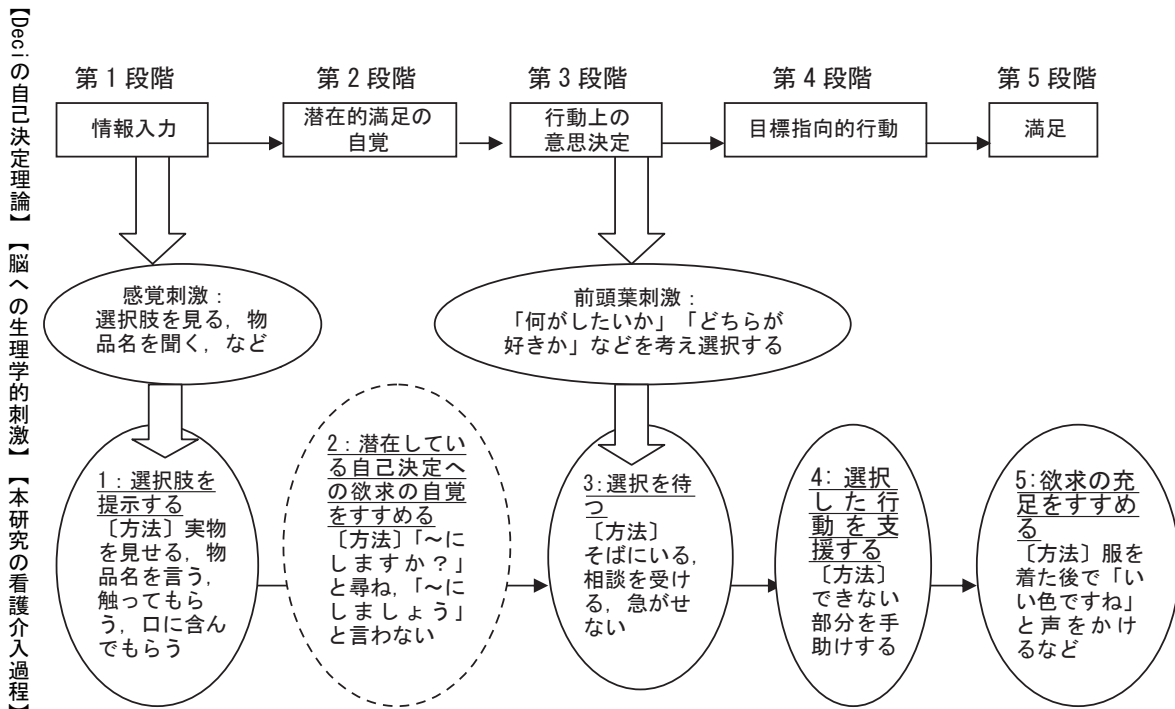 【Deciの自己決定理論】
【脳への生理学的刺激】
【本研究の看護介入過程】
第1段階
第2段階
第3段階
第4段階
第5段階
情報入力
潜在的満足の
自覚
行動上の
意思決定
目標指向的行動
満足
感覚刺激：
選択肢を見る，物
品名を聞く，など
前頭葉刺激：
「何がしたいか」「どちらが
好きか」などを考え選択する
1：選択肢を
提示する
〔方法〕実物
を見せる，物
品名を言う，
触ってもら
う，口に含ん
でもらう
2：潜在してい
る自己決定へ
の欲求の自覚
をすすめる
〔方法〕「～に
しますか？」
と尋ね，「～に
しましょう」
と言わない
3：選択を待
つ
〔方法〕
そばにいる，
相談を受け
る，急がせ
ない
4：選択
した行
動を支
援する
〔方法〕
できない
部分を手
助けする
5：欲求の充
足をすすめ
る
〔方法〕服を
着た後で「い
い色ですね」
と声をかけ
るなど